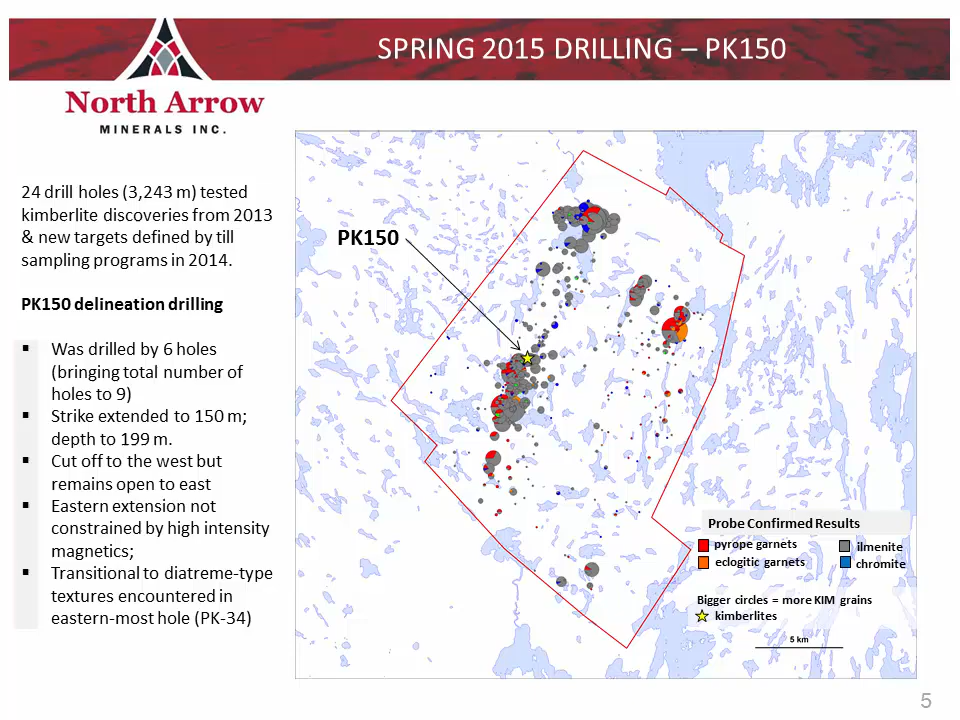 SPRING 2015 DRILLING – PK150
North Arrow
MINERALS INC.
24 drill holes (3,243 m) tested
kimberlite discoveries from 2013
& new targets defined by till
sampling programs in 2014.
PK150 delineation drilling
▪ Was drilled by 6 holes
(bringing total number of
holes to 9)
▪ Strike extended to 150 m;
depth to 199 m.
▪ Cut off to the west but
remains open to east
▪ Eastern extension not
constrained by high intensity
magnetics;
▪ Transitional to diatreme-type
textures encountered in
eastern-most hole (PK-34)
PK150
Probe Confirmed Results
pyrope garnets
ilmenite
eclogitic garnets
chromite
Bigger circles = more KIM grains
kimberlites
5 km
5